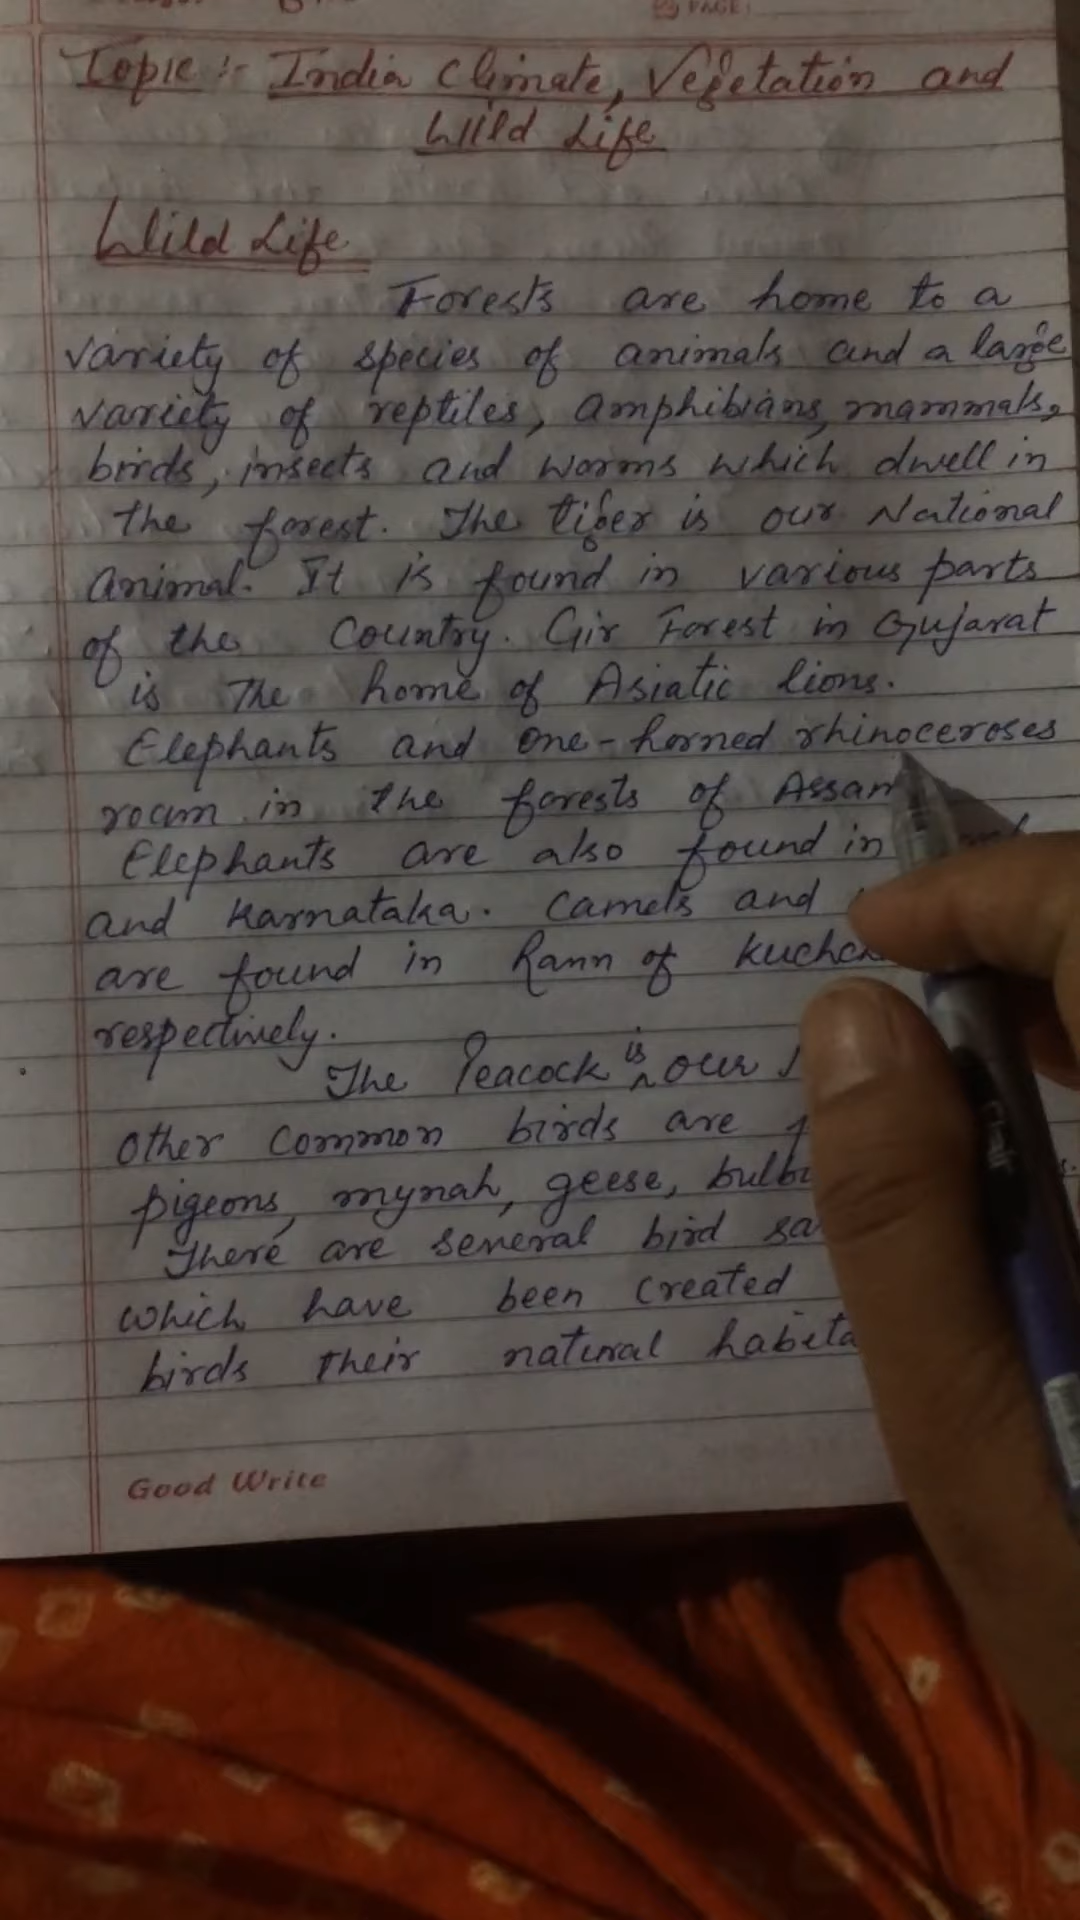 PAGE:
Topic :- India Climate, Vegetation and
Wild Life
Wild Life
Forests are home to a
variety of species of animals and a large
variety of reptiles, amphibians, mammals,
birds, insects and worms which dwell in
the forest. The tiger is our National
animal. It is found in various parts
of the Country. Gir Forest in Gujarat
is The home of Asiatic lions.
Elephants and one-horned rhinoceroses
roam in the forests of Assam
Elephants are also found in
and Karnataka. Camels and
are found in Rann of
respectively.
The Peacock is our
other common birds are
pigeons, mynah, geese,
There are several bird
which have been created
birds their natural
Good Write